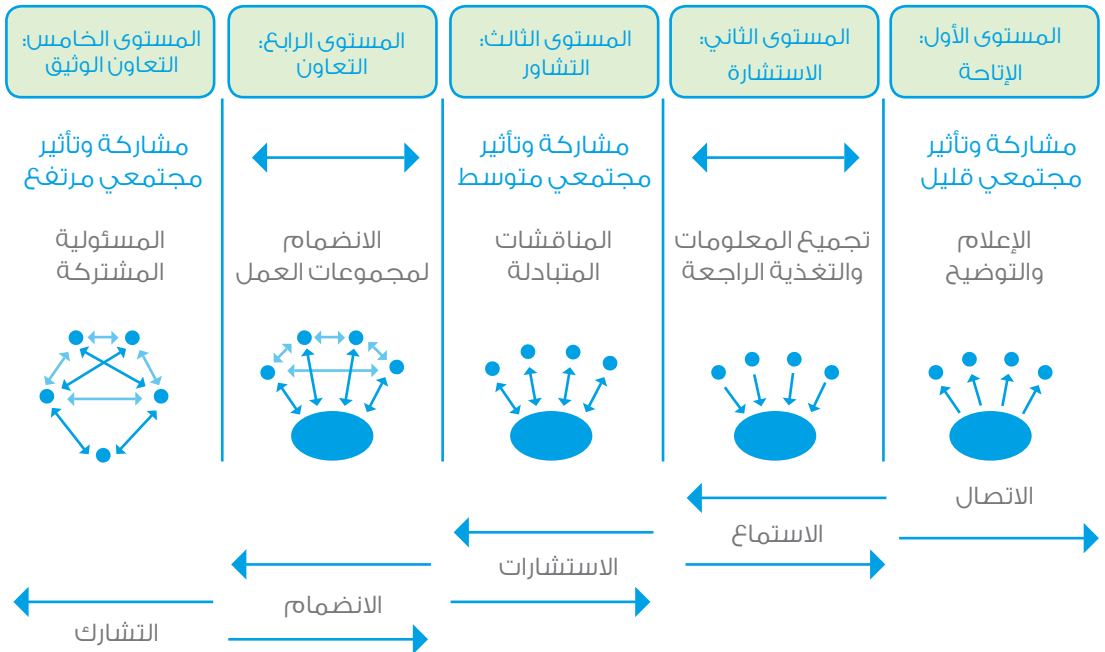 المستوى الأول:
الإتاحة
المستوى الثاني:
الاستشارة
المستوى الثالث:
التشاور
المستوى الرابع:
التعاون
المستوى الخامس:
التعاون الوثيق
مشاركة وتأثير
مجتمعي قليل
مشاركة وتأثير
مجتمعي متوسط
مشاركة وتأثير
مجتمعي مرتفع
الإعلام
والتوضيح
تجميع المعلومات
والتغذية الراجعة
المناقشات
المتبادلة
الانضمام
لمجموعات العمل
المسئولية
المشتركة
الاتصال
الاستماع
الاستشارات
الانضمام
التشارك